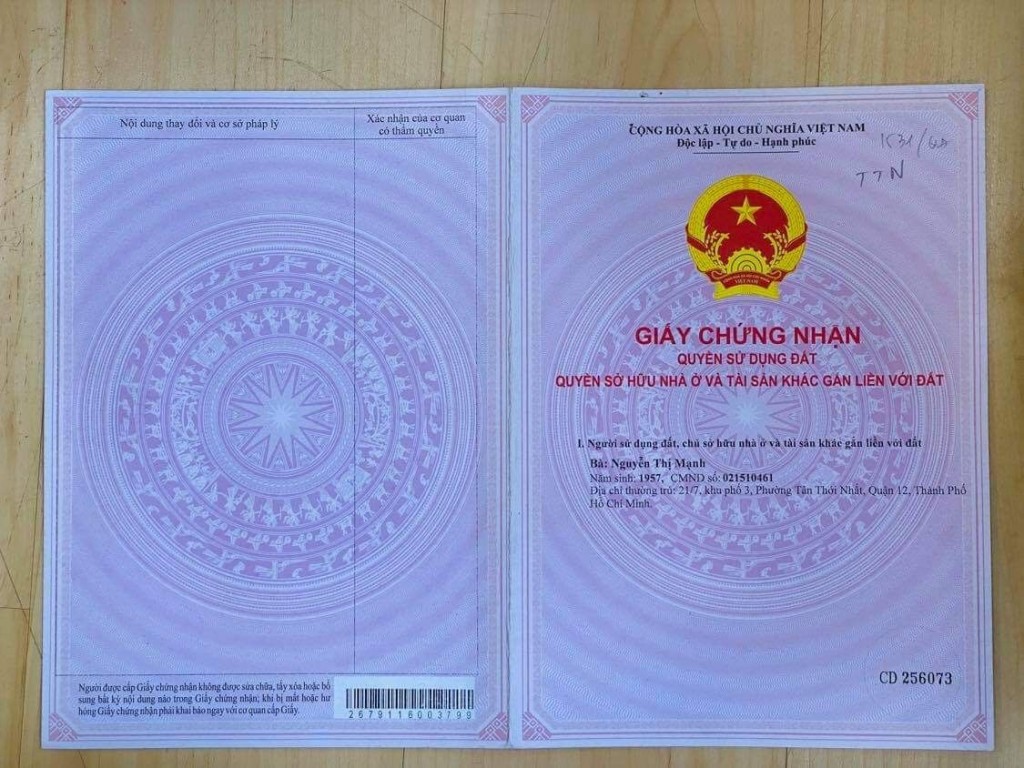 Nội dung thay đổi và cơ sở pháp lý
Xác nhận của cơ quan
có thẩm quyền
Người được cấp Giấy chứng nhận không được sửa chữa, tẩy xóa hoặc bổ
sung bất kỳ nội dung nào trong Giấy chứng nhận; khi bị mất hoặc hư
hỏng Giấy chứng nhận phải khai báo ngay với cơ quan cấp Giấy.
2679116003799
CỘNG HÒA XÃ HỘI CHỦ NGHĨA VIỆT NAM
Độc lập - Tự do - Hạnh phúc
TTN
VIỆT NAM
GIẤY CHỨNG NHẬN
QUYỀN SỬ DỤNG ĐẤT
QUYỀN SỞ HỮU NHÀ Ở VÀ TÀI SẢN KHÁC GẮN LIỀN VỚI ĐẤT
I. Người sử dụng đất, chủ sở hữu nhà ở và tài sản khác gắn liền với đất
Bà: Nguyễn Thị Mạnh
Năm sinh: 1957, CMND số: 021510461
Địa chỉ thường trú: 21/7, khu phố 3, Phường Tân Thới Nhất, Quận 12, Thành Phố
Hồ Chí Minh.
CD 256073